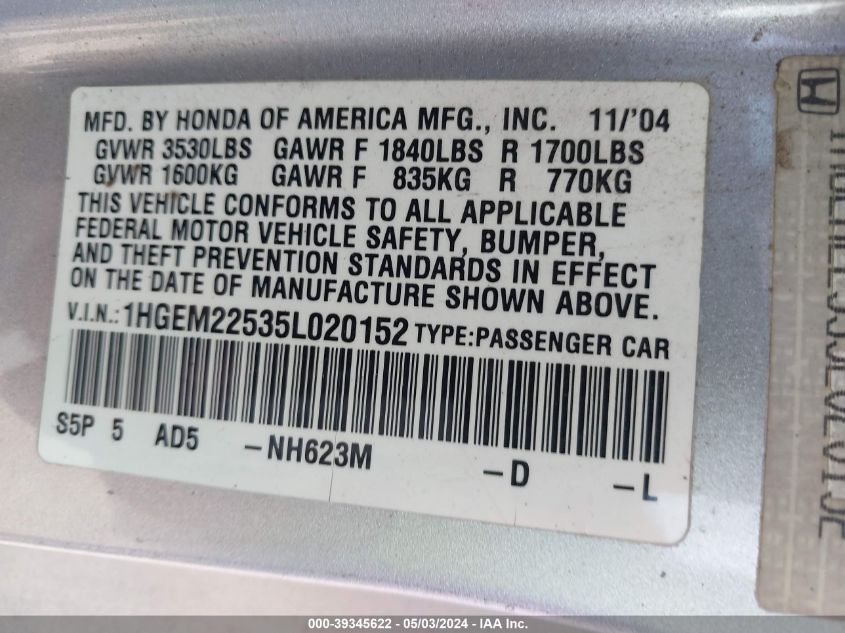 MFD. BY HONDA OF AMERICA MFG., INC. 11/'04
GVWR 3530LBS GAWR F 1840LBS R 1700LBS
GVWR 1600KG GAWR F 835KG R 770KG
THIS VEHICLE CONFORMS TO ALL APPLICABLE
FEDERAL MOTOR VEHICLE SAFETY, BUMPER,
AND THEFT PREVENTION STANDARDS IN EFFECT
ON THE DATE OF MANUFACTURE SHOWN ABOVE.
V.I.N.: 1HGEM22535L020152 TYPE:PASSENGER CAR
S5P 5 AD5 -NH623M -D -L
000-39345622 - 05/03/2024 - IAA Inc.